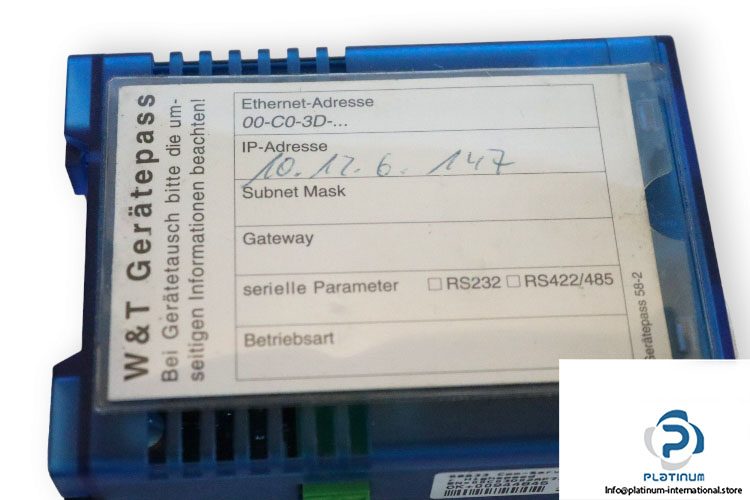 W&T Gerätepass
Bei Gerätetausch bitte die um-
seitigen Informationen beachten!
Ethernet-Adresse
00-C0-3D-...
IP-Adresse
10.12.6.147
Subnet Mask
Gateway
serielle Parameter RS232 RS422/485
Betriebsart
Gerätepass 58-2
PLATINUM
Info@platinum-international.store